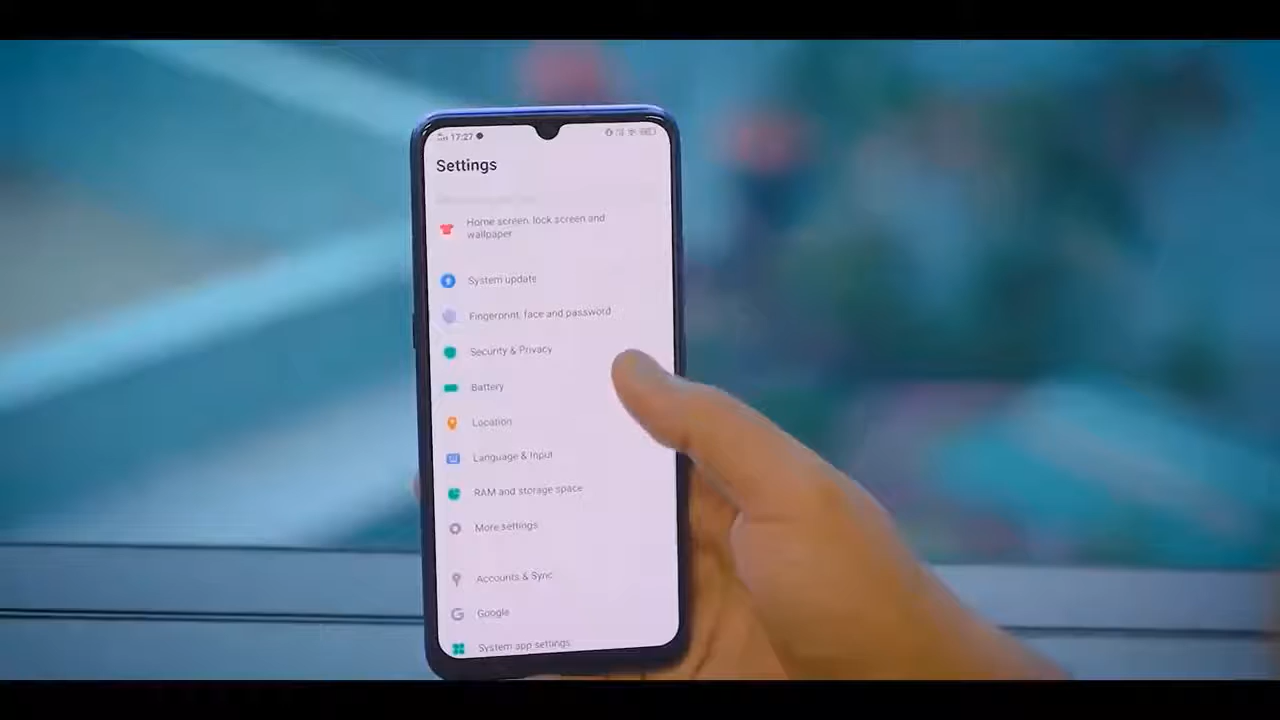 17:27
Settings
Home screen, lock screen and
wallpaper
System update
Fingerprint, face and password
Security & Privacy
Battery
Location
Language & Input
RAM and storage space
More settings
Accounts & Sync
Google
System app settings